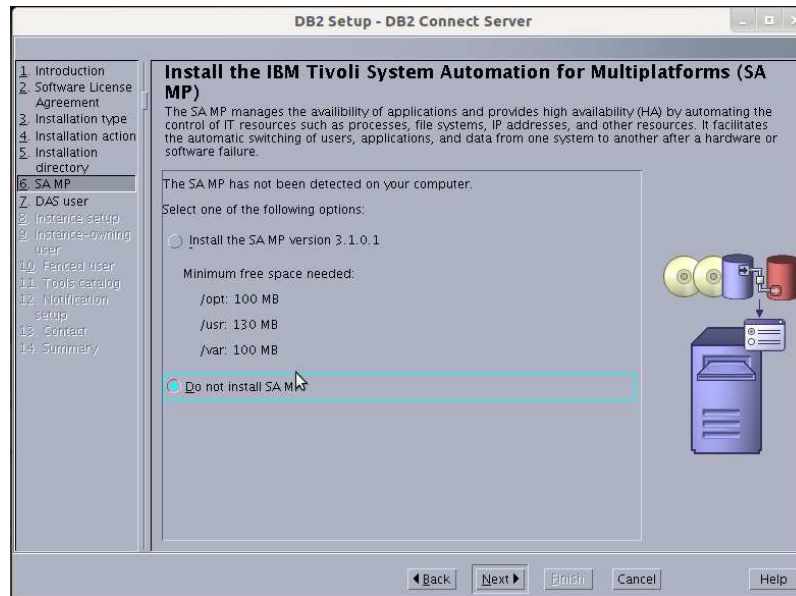 DB2 Setup - DB2 Connect Server
1. Introduction
2. Software License
Agreement
3. Installation type
4. Installation action
5. Installation
directory
6. SA MP
7. DAS user
8. Instance setup
9. Instance-owning
user
10. Fenced user
11. Tools catalog
12. Notification
setup
13. Contact
14. Summary
Install the IBM Tivoli System Automation for Multiplatforms (SA
MP)
The SA MP manages the availibility of applications and provides high availability (HA) by automating the
control of IT resources such as processes, file systems, IP addresses, and other resources. It facilitates
the automatic switching of users, applications, and data from one system to another after a hardware or
software failure.
The SA MP has not been detected on your computer.
Select one of the following options:
Install the SA MP version 3.1.0.1
Minimum free space needed:
/opt: 100 MB
/usr: 130 MB
/var: 100 MB
Do not install SA MP
Back Next Finish Cancel Help